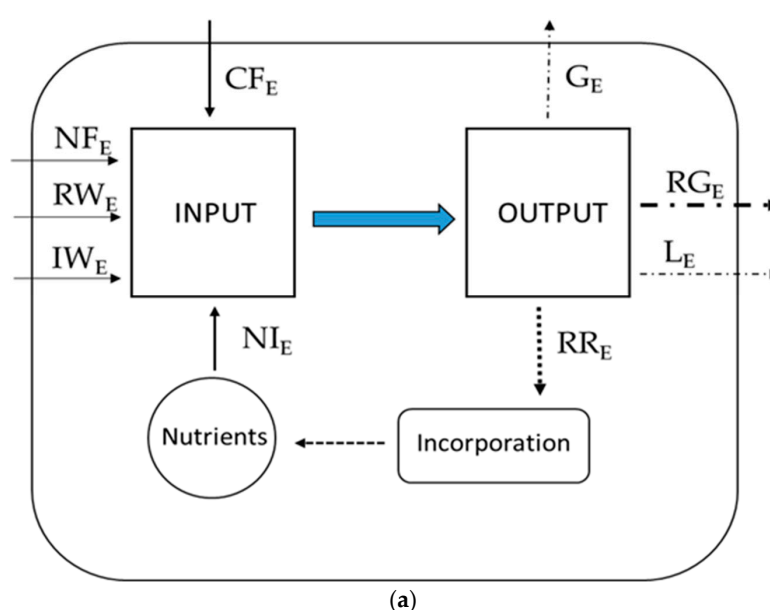 CF_E
G_E
NF_E
RW_E
IW_E
INPUT
OUTPUT
RG_E
L_E
NI_E
RR_E
Nutrients
Incorporation
(a)